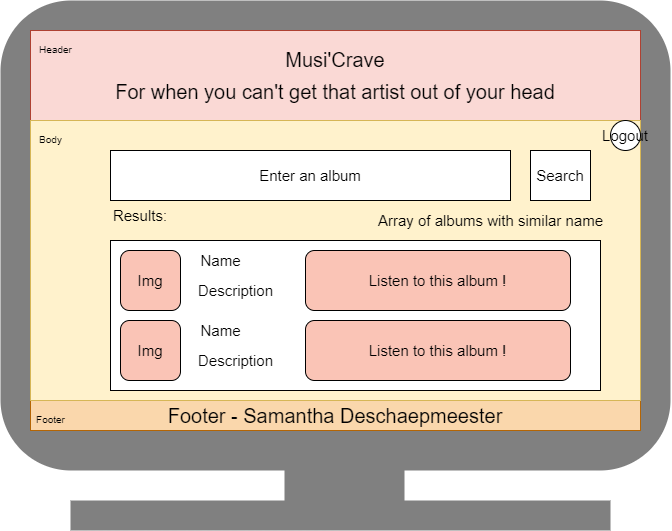 Header
Musi'Crave
For when you can't get that artist out of your head
Body
Logout
Enter an album
Search
Results:
Array of albums with similar name
Img
Name
Description
Listen to this album !
Img
Name
Description
Listen to this album !
Footer
Footer - Samantha Deschaepmeester